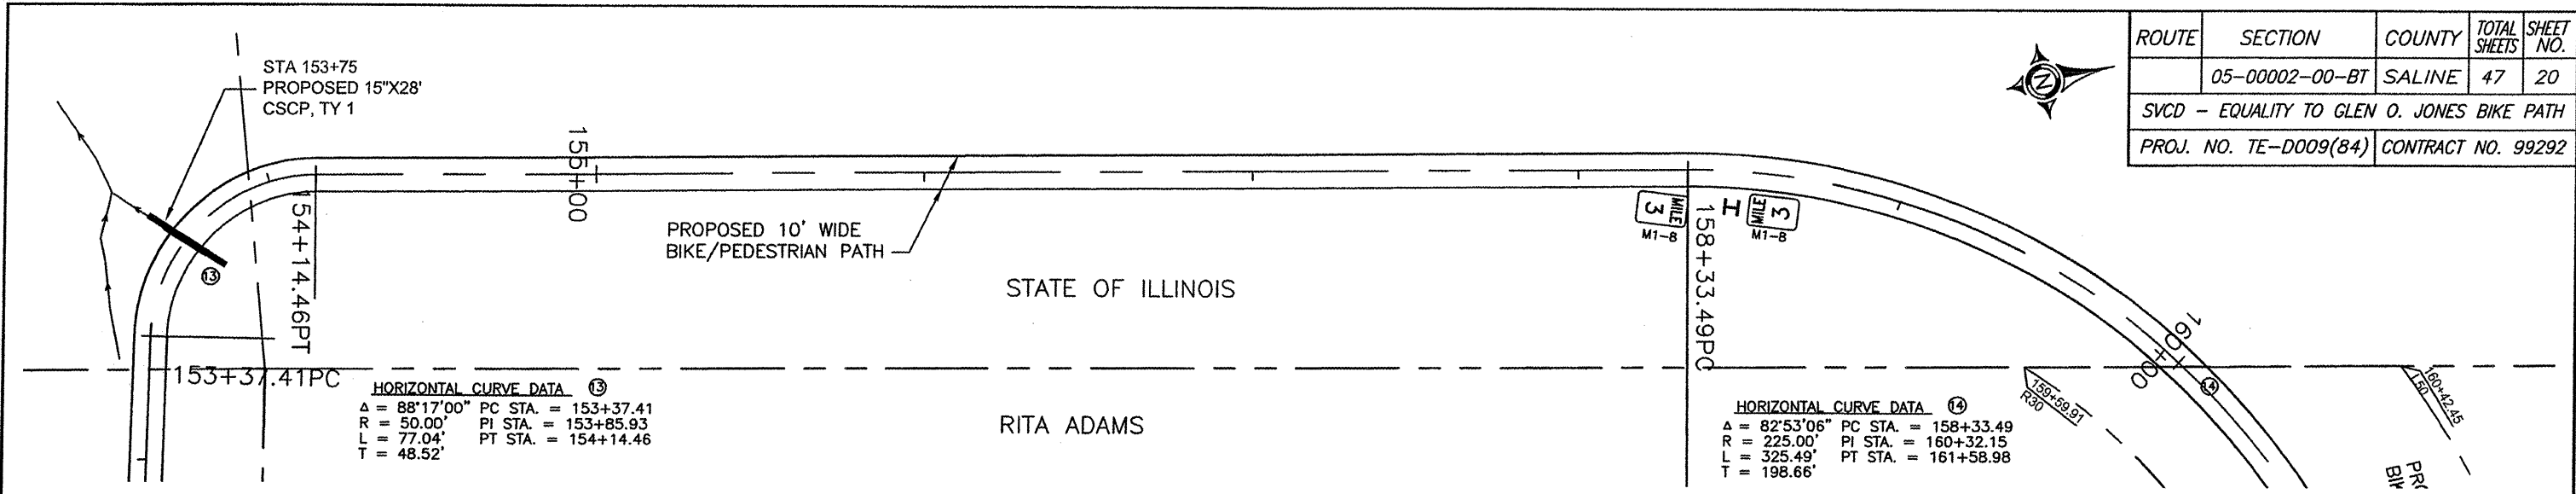 STA 153+75
PROPOSED 15"X28'
CSCP, TY 1
155+00
154+14.46PT
PROPOSED 10' WIDE
BIKE/PEDESTRIAN PATH
13
STATE OF ILLINOIS
MILE
3
M1-8
MILE
3
M1-8
158+33.49PC
N
ROUTE SECTION COUNTY TOTAL SHEETS SHEET NO.
05-00002-00-BT SALINE 47 20
SVCD - EQUALITY TO GLEN O. JONES BIKE PATH
PROJ. NO. TE-D009(84) CONTRACT NO. 99292
153+37.41PC
HORIZONTAL CURVE DATA 13
Δ = 88°17'00" PC STA. = 153+37.41
R = 50.00' PI STA. = 153+85.93
L = 77.04' PT STA. = 154+14.46
T = 48.52'
RITA ADAMS
HORIZONTAL CURVE DATA 14
Δ = 82°53'06" PC STA. = 158+33.49
R = 225.00' PI STA. = 160+32.15
L = 325.49' PT STA. = 161+58.98
T = 198.66'
160+00
14
159+59.91
R30
160+42.45
L50